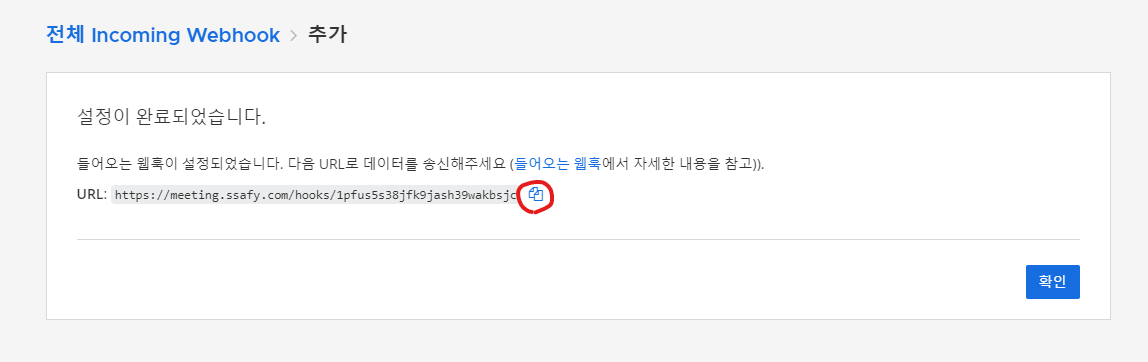 전체 Incoming Webhook > 추가
설정이 완료되었습니다.
들어오는 웹훅이 설정되었습니다. 다음 URL로 데이터를 송신해주세요 (들어오는 웹훅에서 자세한 내용을 참고)).
URL: https://meeting.ssafy.com/hooks/1pfus5s38jfk9jash39wakbsjc
확인